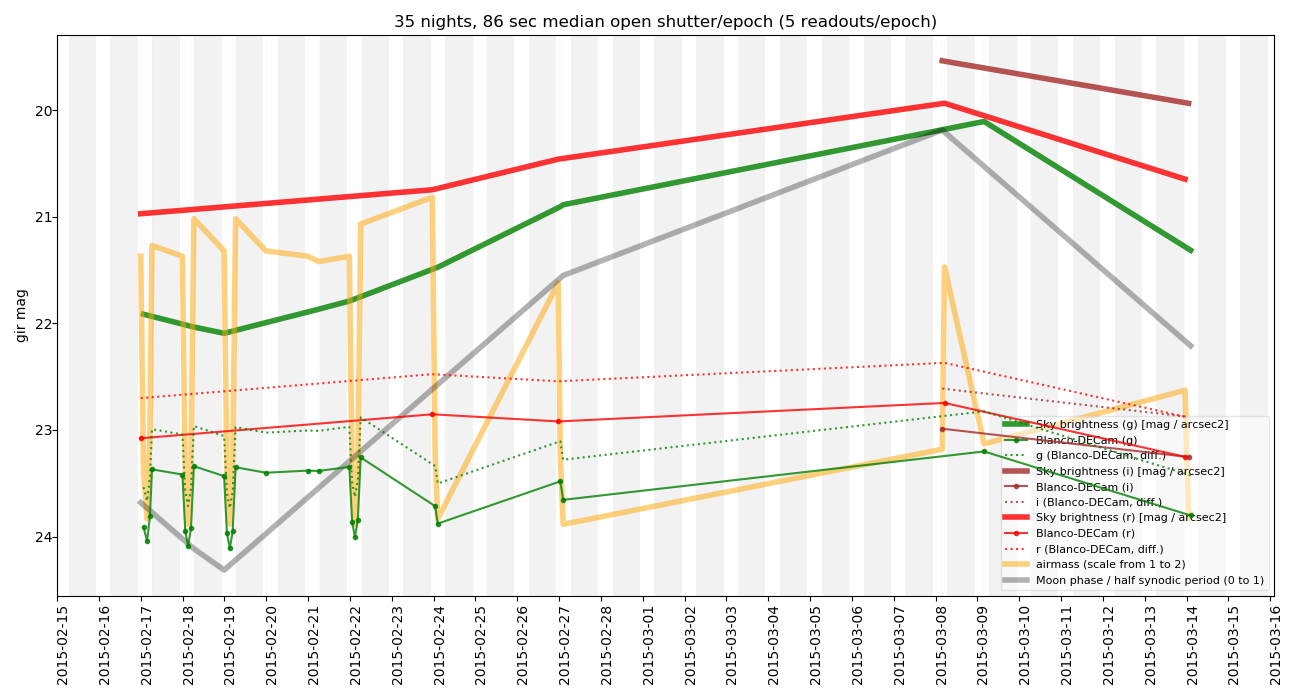 35 nights, 86 sec median open shutter/epoch (5 readouts/epoch)
gir mag
20
21
22
23
24
Sky brightness (g) [mag / arcsec2]
Blanco-DECam (g)
g (Blanco-DECam, diff.)
Sky brightness (i) [mag / arcsec2]
Blanco-DECam (i)
i (Blanco-DECam, diff.)
Sky brightness (r) [mag / arcsec2]
Blanco-DECam (r)
r (Blanco-DECam, diff.)
airmass (scale from 1 to 2)
Moon phase / half synodic period (0 to 1)
2015-02-15
2015-02-16
2015-02-17
2015-02-18
2015-02-19
2015-02-20
2015-02-21
2015-02-22
2015-02-23
2015-02-24
2015-02-25
2015-02-26
2015-02-27
2015-02-28
2015-03-01
2015-03-02
2015-03-03
2015-03-04
2015-03-05
2015-03-06
2015-03-07
2015-03-08
2015-03-09
2015-03-10
2015-03-11
2015-03-12
2015-03-13
2015-03-14
2015-03-15
2015-03-16